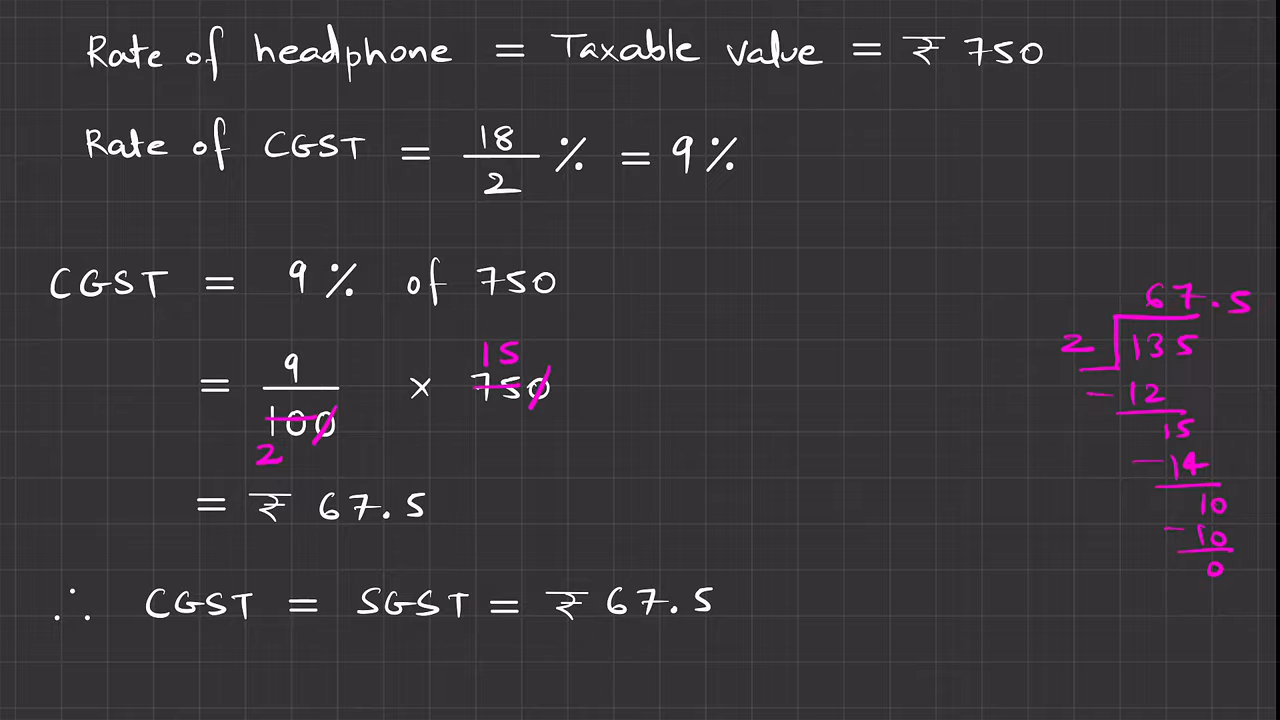 Rate of headphone = Taxable value = ₹ 750
Rate of CGST = 18/2 % = 9 %
CGST = 9 % of 750
= 9/100 × 750
15
2
= ₹ 67.5
∴ CGST = SGST = ₹ 67.5
67.5
2 135
- 12
15
- 14
10
- 10
0